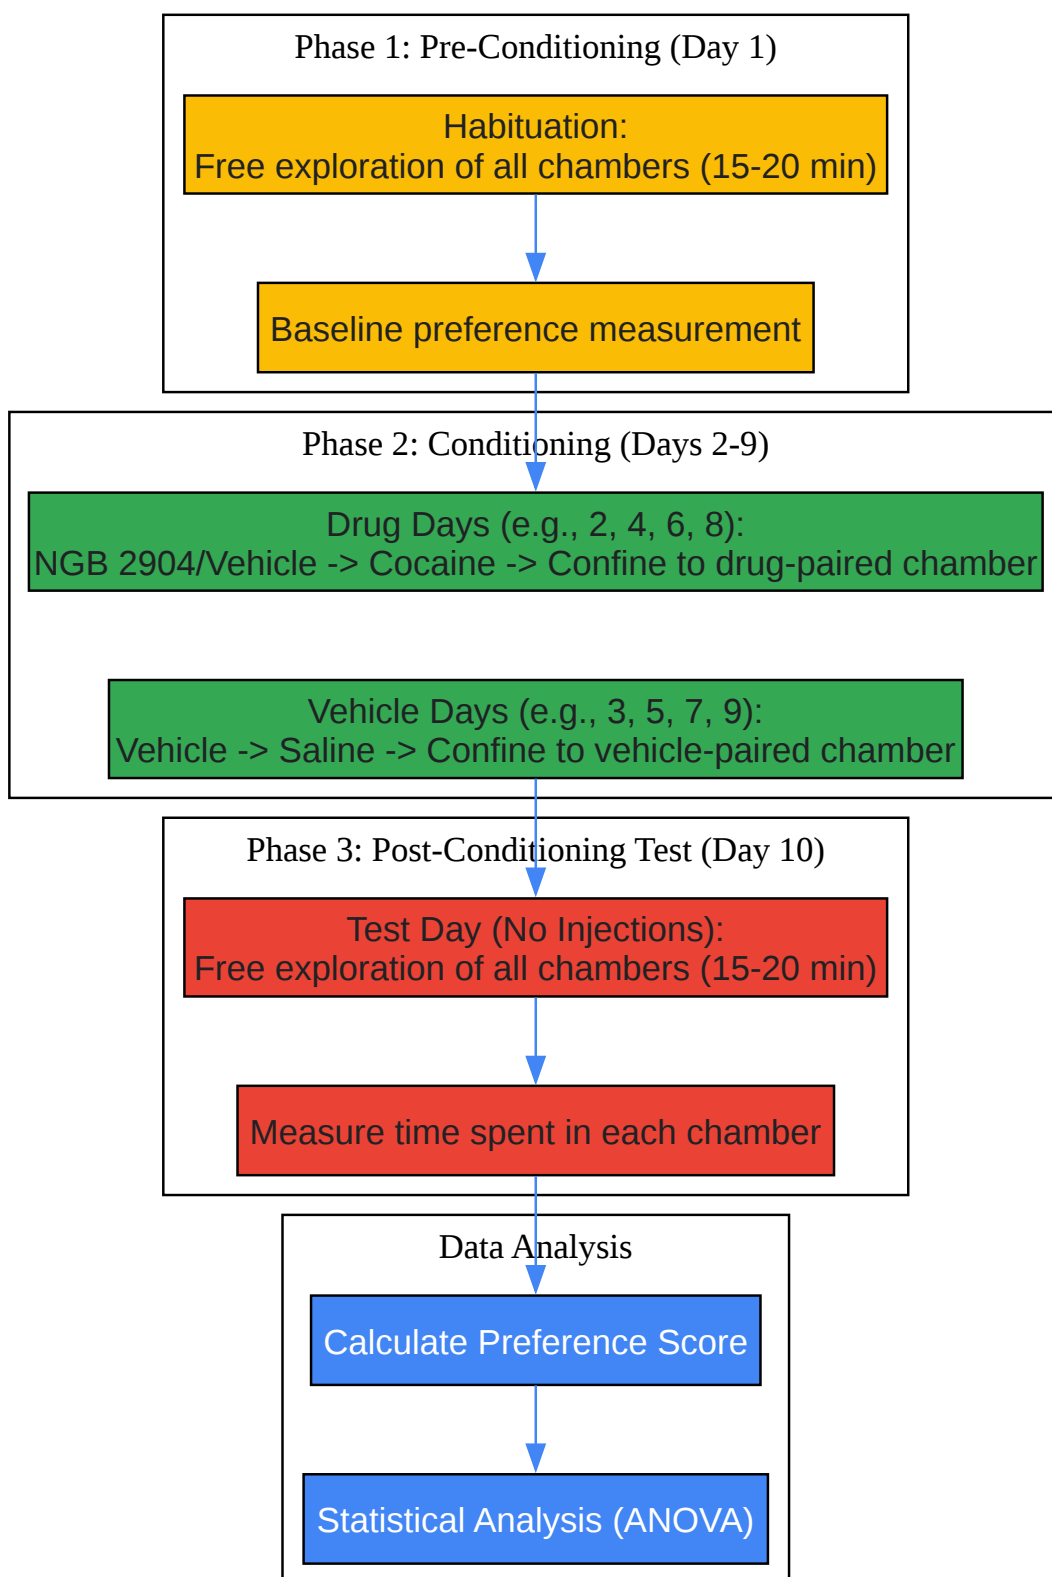 Phase 1: Pre-Conditioning (Day 1)
Habituation:
Free exploration of all chambers (15-20 min)
Baseline preference measurement
Phase 2: Conditioning (Days 2-9)
Drug Days (e.g., 2, 4, 6, 8):
NGB 2904/Vehicle -> Cocaine -> Confine to drug-paired chamber
Vehicle Days (e.g., 3, 5, 7, 9):
Vehicle -> Saline -> Confine to vehicle-paired chamber
Phase 3: Post-Conditioning Test (Day 10)
Test Day (No Injections):
Free exploration of all chambers (15-20 min)
Measure time spent in each chamber
Data Analysis
Calculate Preference Score
Statistical Analysis (ANOVA)